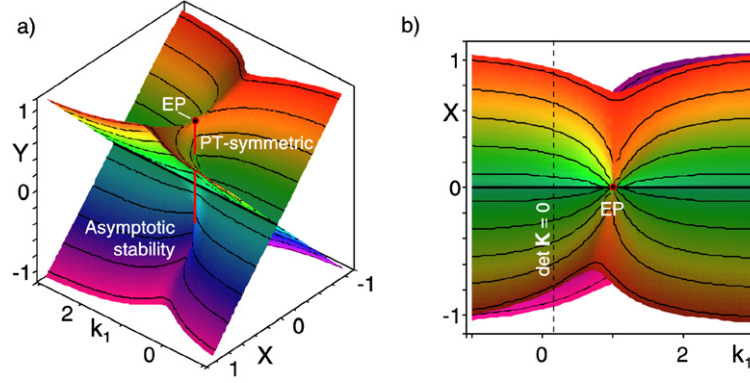 a)
EP
PT-symmetric
1
Y
0
-1
Asymptotic
stability
2
k1
0
1
X
0
-1
b)
1
X
0
-1
EP
det K = 0
0
2
k1